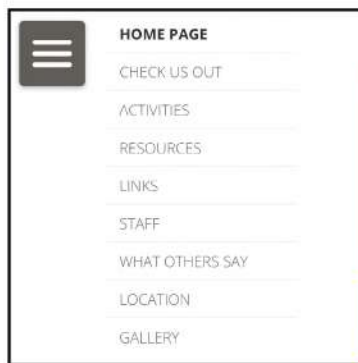 HOME PAGE
CHECK US OUT
ACTIVITIES
RESOURCES
LINKS
STAFF
WHAT OTHERS SAY
LOCATION
GALLERY